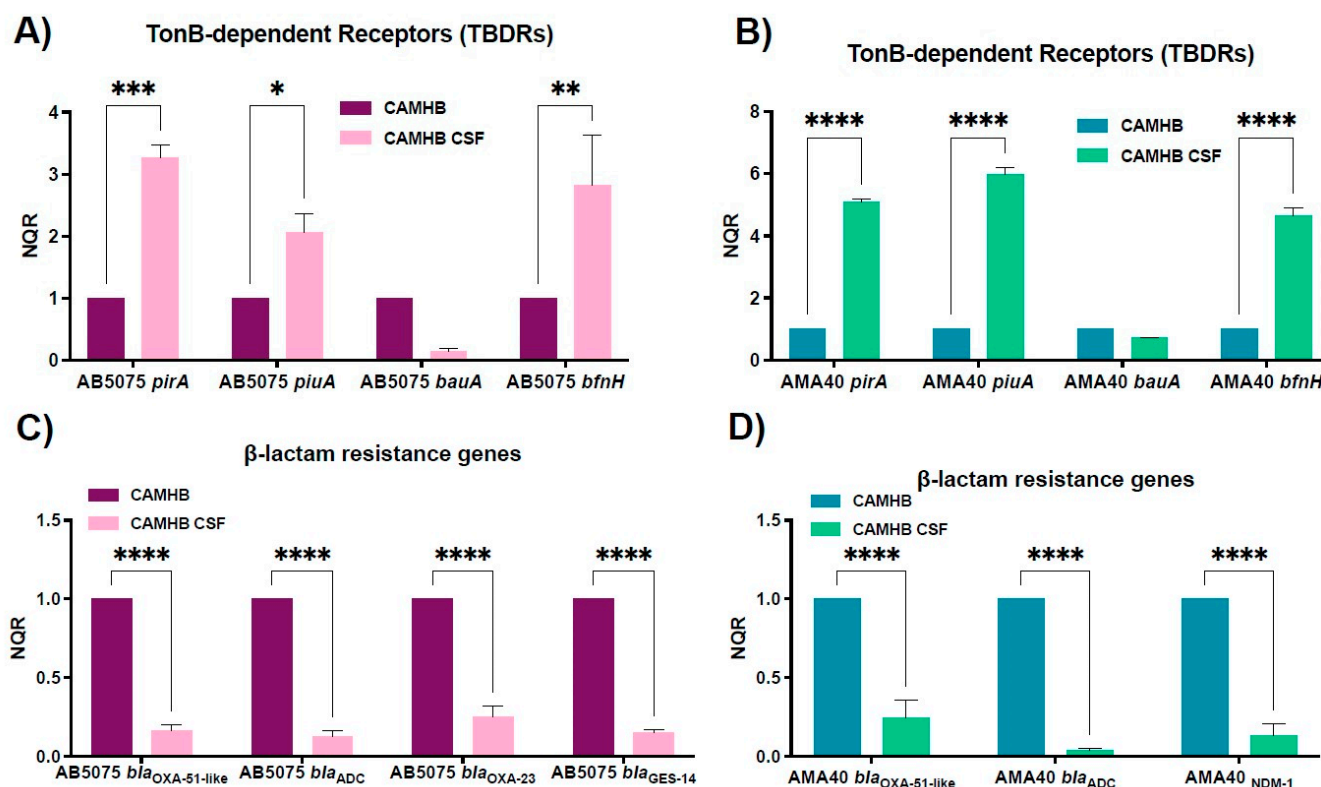 A)
TonB-dependent Receptors (TBDRs)
*** * **
CAMHB
CAMHB CSF
NQR
4
3
2
1
0
AB5075 pirA AB5075 piuA AB5075 bauA AB5075 bfnH
B)
TonB-dependent Receptors (TBDRs)
**** **** ****
CAMHB
CAMHB CSF
NQR
8
6
4
2
0
AMA40 pirA AMA40 piuA AMA40 bauA AMA40 bfnH
C)
β-lactam resistance genes
CAMHB
CAMHB CSF
**** **** **** ****
NQR
1.5
1.0
0.5
0.0
AB5075 blaOXA-51-like AB5075 blaADC AB5075 blaOXA-23 AB5075 blaGES-14
D)
β-lactam resistance genes
CAMHB
CAMHB CSF
**** **** ****
NQR
1.5
1.0
0.5
0.0
AMA40 blaOXA-51-like AMA40 blaADC AMA40 NDM-1